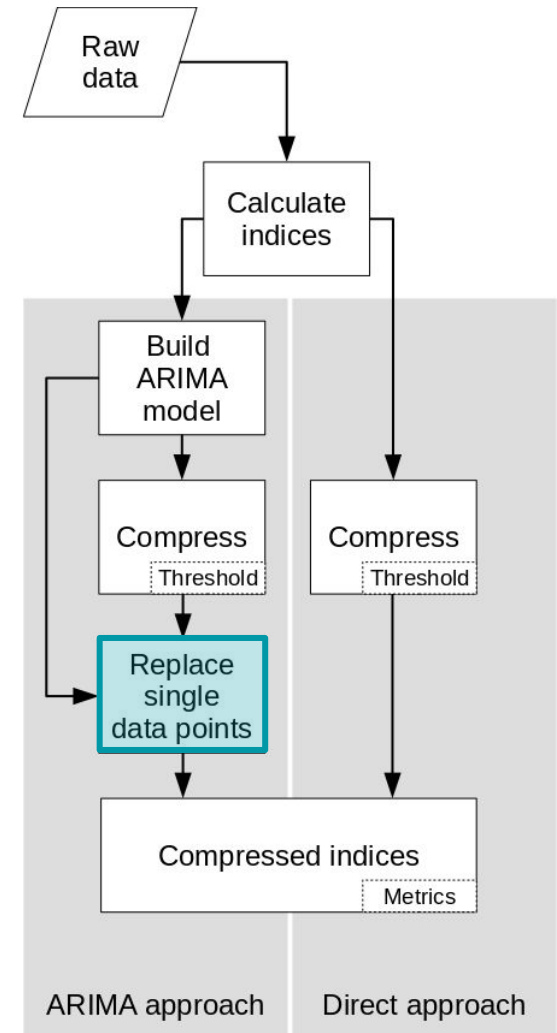 Raw
data
Calculate
indices
Build
ARIMA
model
Compress
Threshold
Compress
Threshold
Replace
single
data points
Compressed indices
Metrics
ARIMA approach
Direct approach